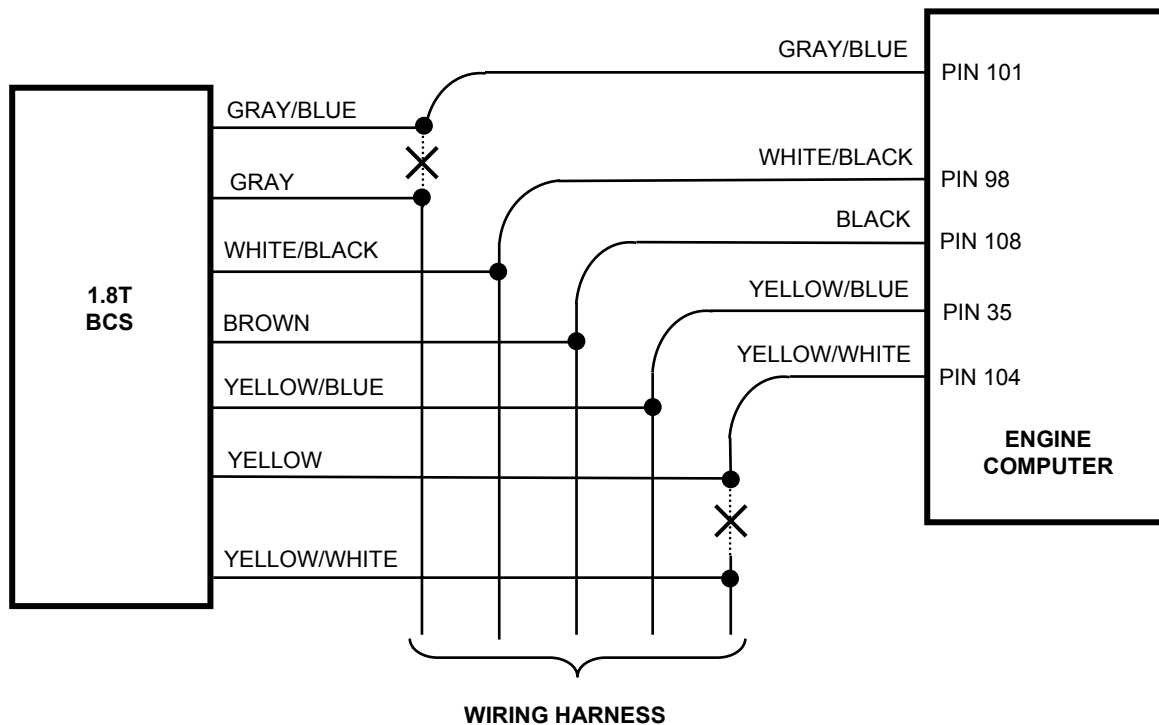 GRAY/BLUE
PIN 101
GRAY/BLUE
WHITE/BLACK
PIN 98
GRAY
BLACK
PIN 108
WHITE/BLACK
1.8T
BCS
YELLOW/BLUE
PIN 35
BROWN
YELLOW/WHITE
PIN 104
YELLOW/BLUE
ENGINE
COMPUTER
YELLOW
YELLOW/WHITE
WIRING HARNESS